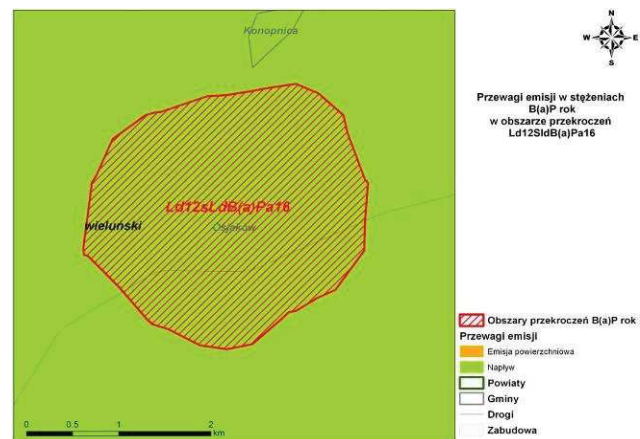 Konopnica
N
W E
S
Przewagi emisji w stężeniach
B(a)P rok
w obszarze przekroczeń
Ld12SldB(a)Pa16
Ld12sLdB(a)Pa16
wieluński
Osjaków
Obszary przekroczeń B(a)P rok
Przewagi emisji
Emisja powierzchniowa
Napływ
Powiaty
Gminy
Drogi
Zabudowa
0 0.5 1 2
km